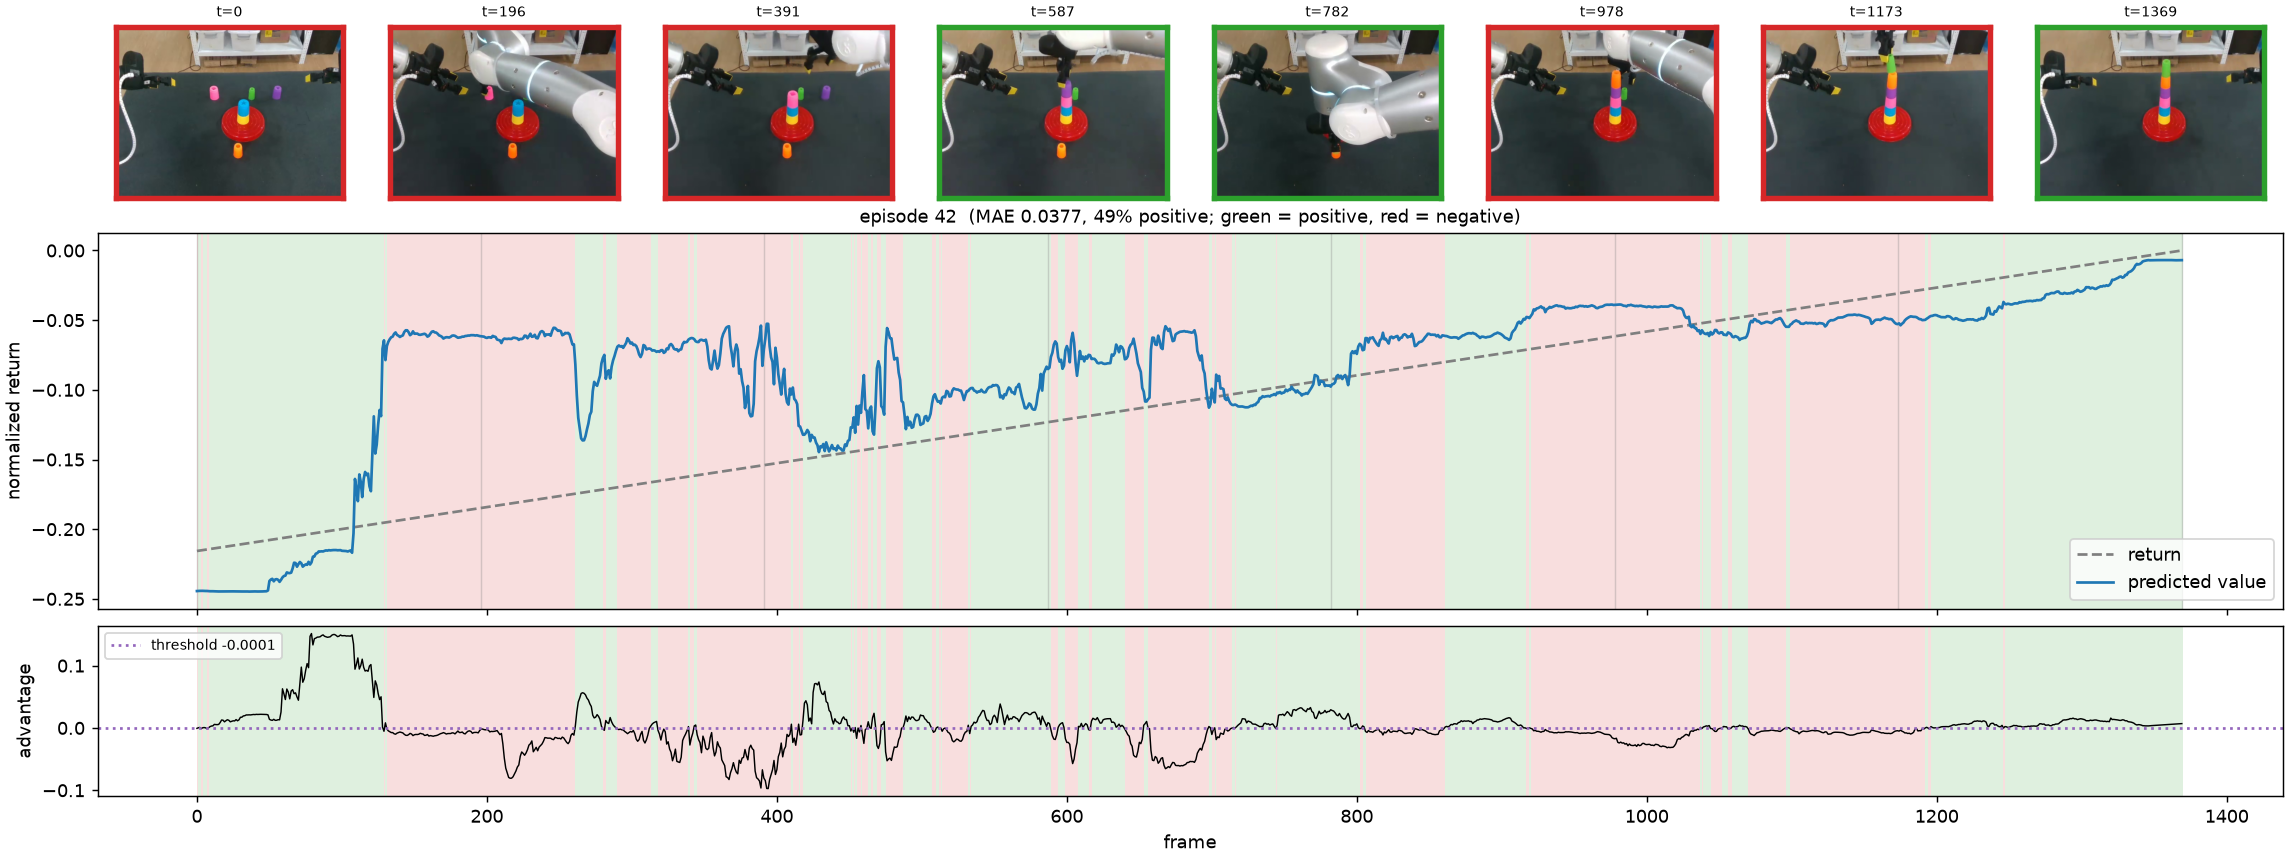 t=0 t=196 t=391 t=587 t=782 t=978 t=1173 t=1369
episode 42 (MAE 0.0377, 49% positive; green = positive, red = negative)
normalized return
0.00
−0.05
−0.10
−0.15
−0.20
−0.25
return
predicted value
advantage
0.1
0.0
−0.1
threshold -0.0001
0 200 400 600 800 1000 1200 1400
frame